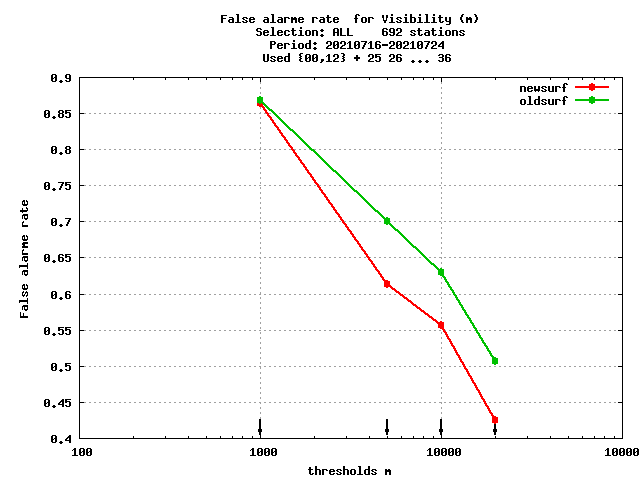 False alarme rate  for Visibility (m)
Selection: ALL    692 stations
Period: 20210716-20210724
Used {00,12} + 25 26 ... 36
newsurf
oldsurf
False alarme rate
0.9
0.85
0.8
0.75
0.7
0.65
0.6
0.55
0.5
0.45
0.4
100 1000 10000 10000
thresholds m